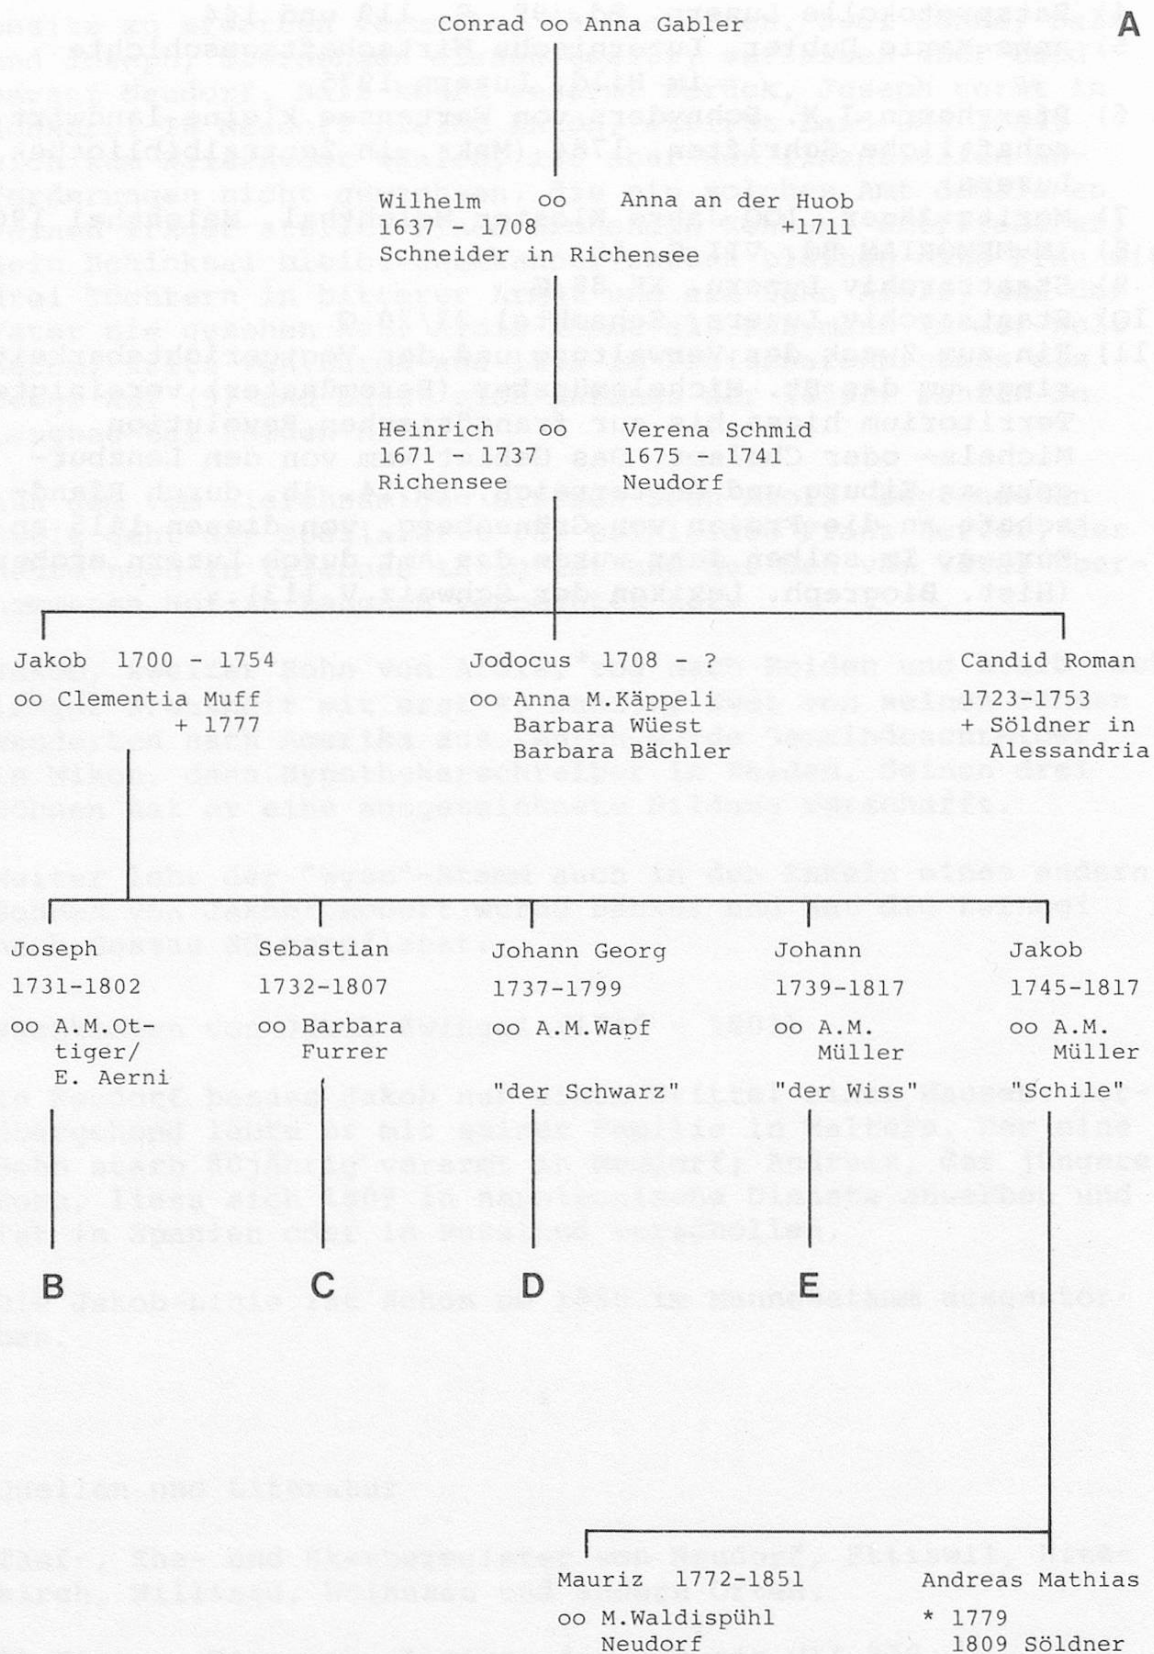 A
Conrad oo Anna Gabler
Wilhelm oo Anna an der Huob
1637 - 1708 +1711
Schneider in Richensee
Heinrich oo Verena Schmid
1671 - 1737 1675 - 1741
Richensee Neudorf
Jakob 1700 - 1754
oo Clementia Muff
+ 1777
Jodocus 1708 - ?
oo Anna M.Käppeli
Barbara Wüest
Barbara Bächler
Candid Roman
1723-1753
+ Söldner in
Alessandria
Joseph
1731-1802
oo A.M.Ot-
tiger/
E. Aerni
B
Sebastian
1732-1807
oo Barbara
Furrer
C
Johann Georg
1737-1799
oo A.M.Wapf
"der Schwarz"
D
Johann
1739-1817
oo A.M.
Müller
"der Wiss"
E
Jakob
1745-1817
oo A.M.
Müller
"Schile"
Mauriz 1772-1851
oo M.Waldispühl
Neudorf
Andreas Mathias
* 1779
1809 Söldner